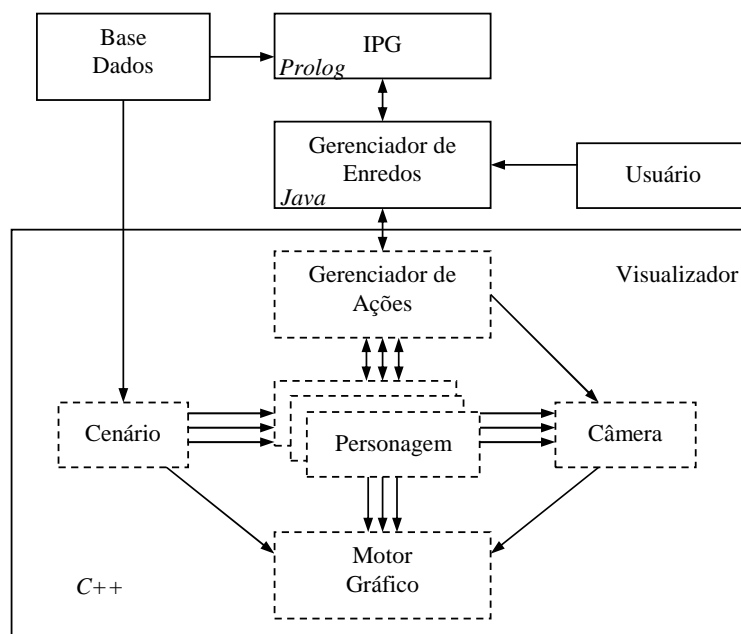 Base
Dados
IPG
Prolog
Gerenciador de
Enredos
Java
Usuário
Gerenciador de
Ações
Visualizador
Cenário
Personagem
Câmera
Motor
Gráfico
C++